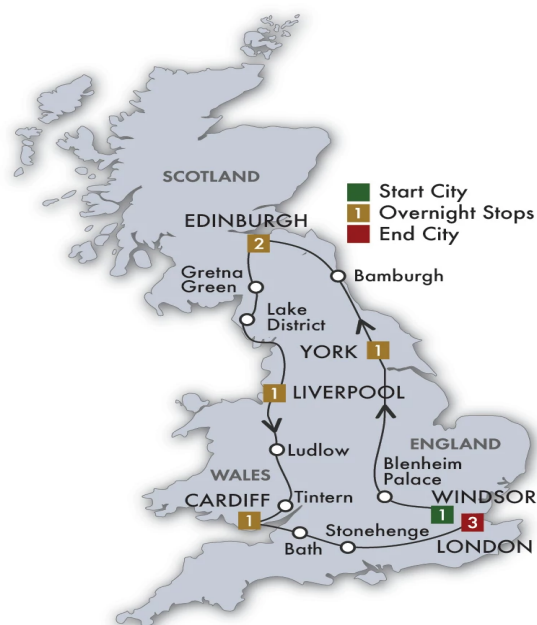 SCOTLAND
Start City
1 Overnight Stops
End City
EDINBURGH
2
Gretna
Green
Bamburgh
Lake
District
YORK 1
1 LIVERPOOL
ENGLAND
Ludlow
Blenheim
Palace
WALES
CARDIFF
Tintern
WINDSOR
1
1
3
Stonehenge
Bath
LONDON